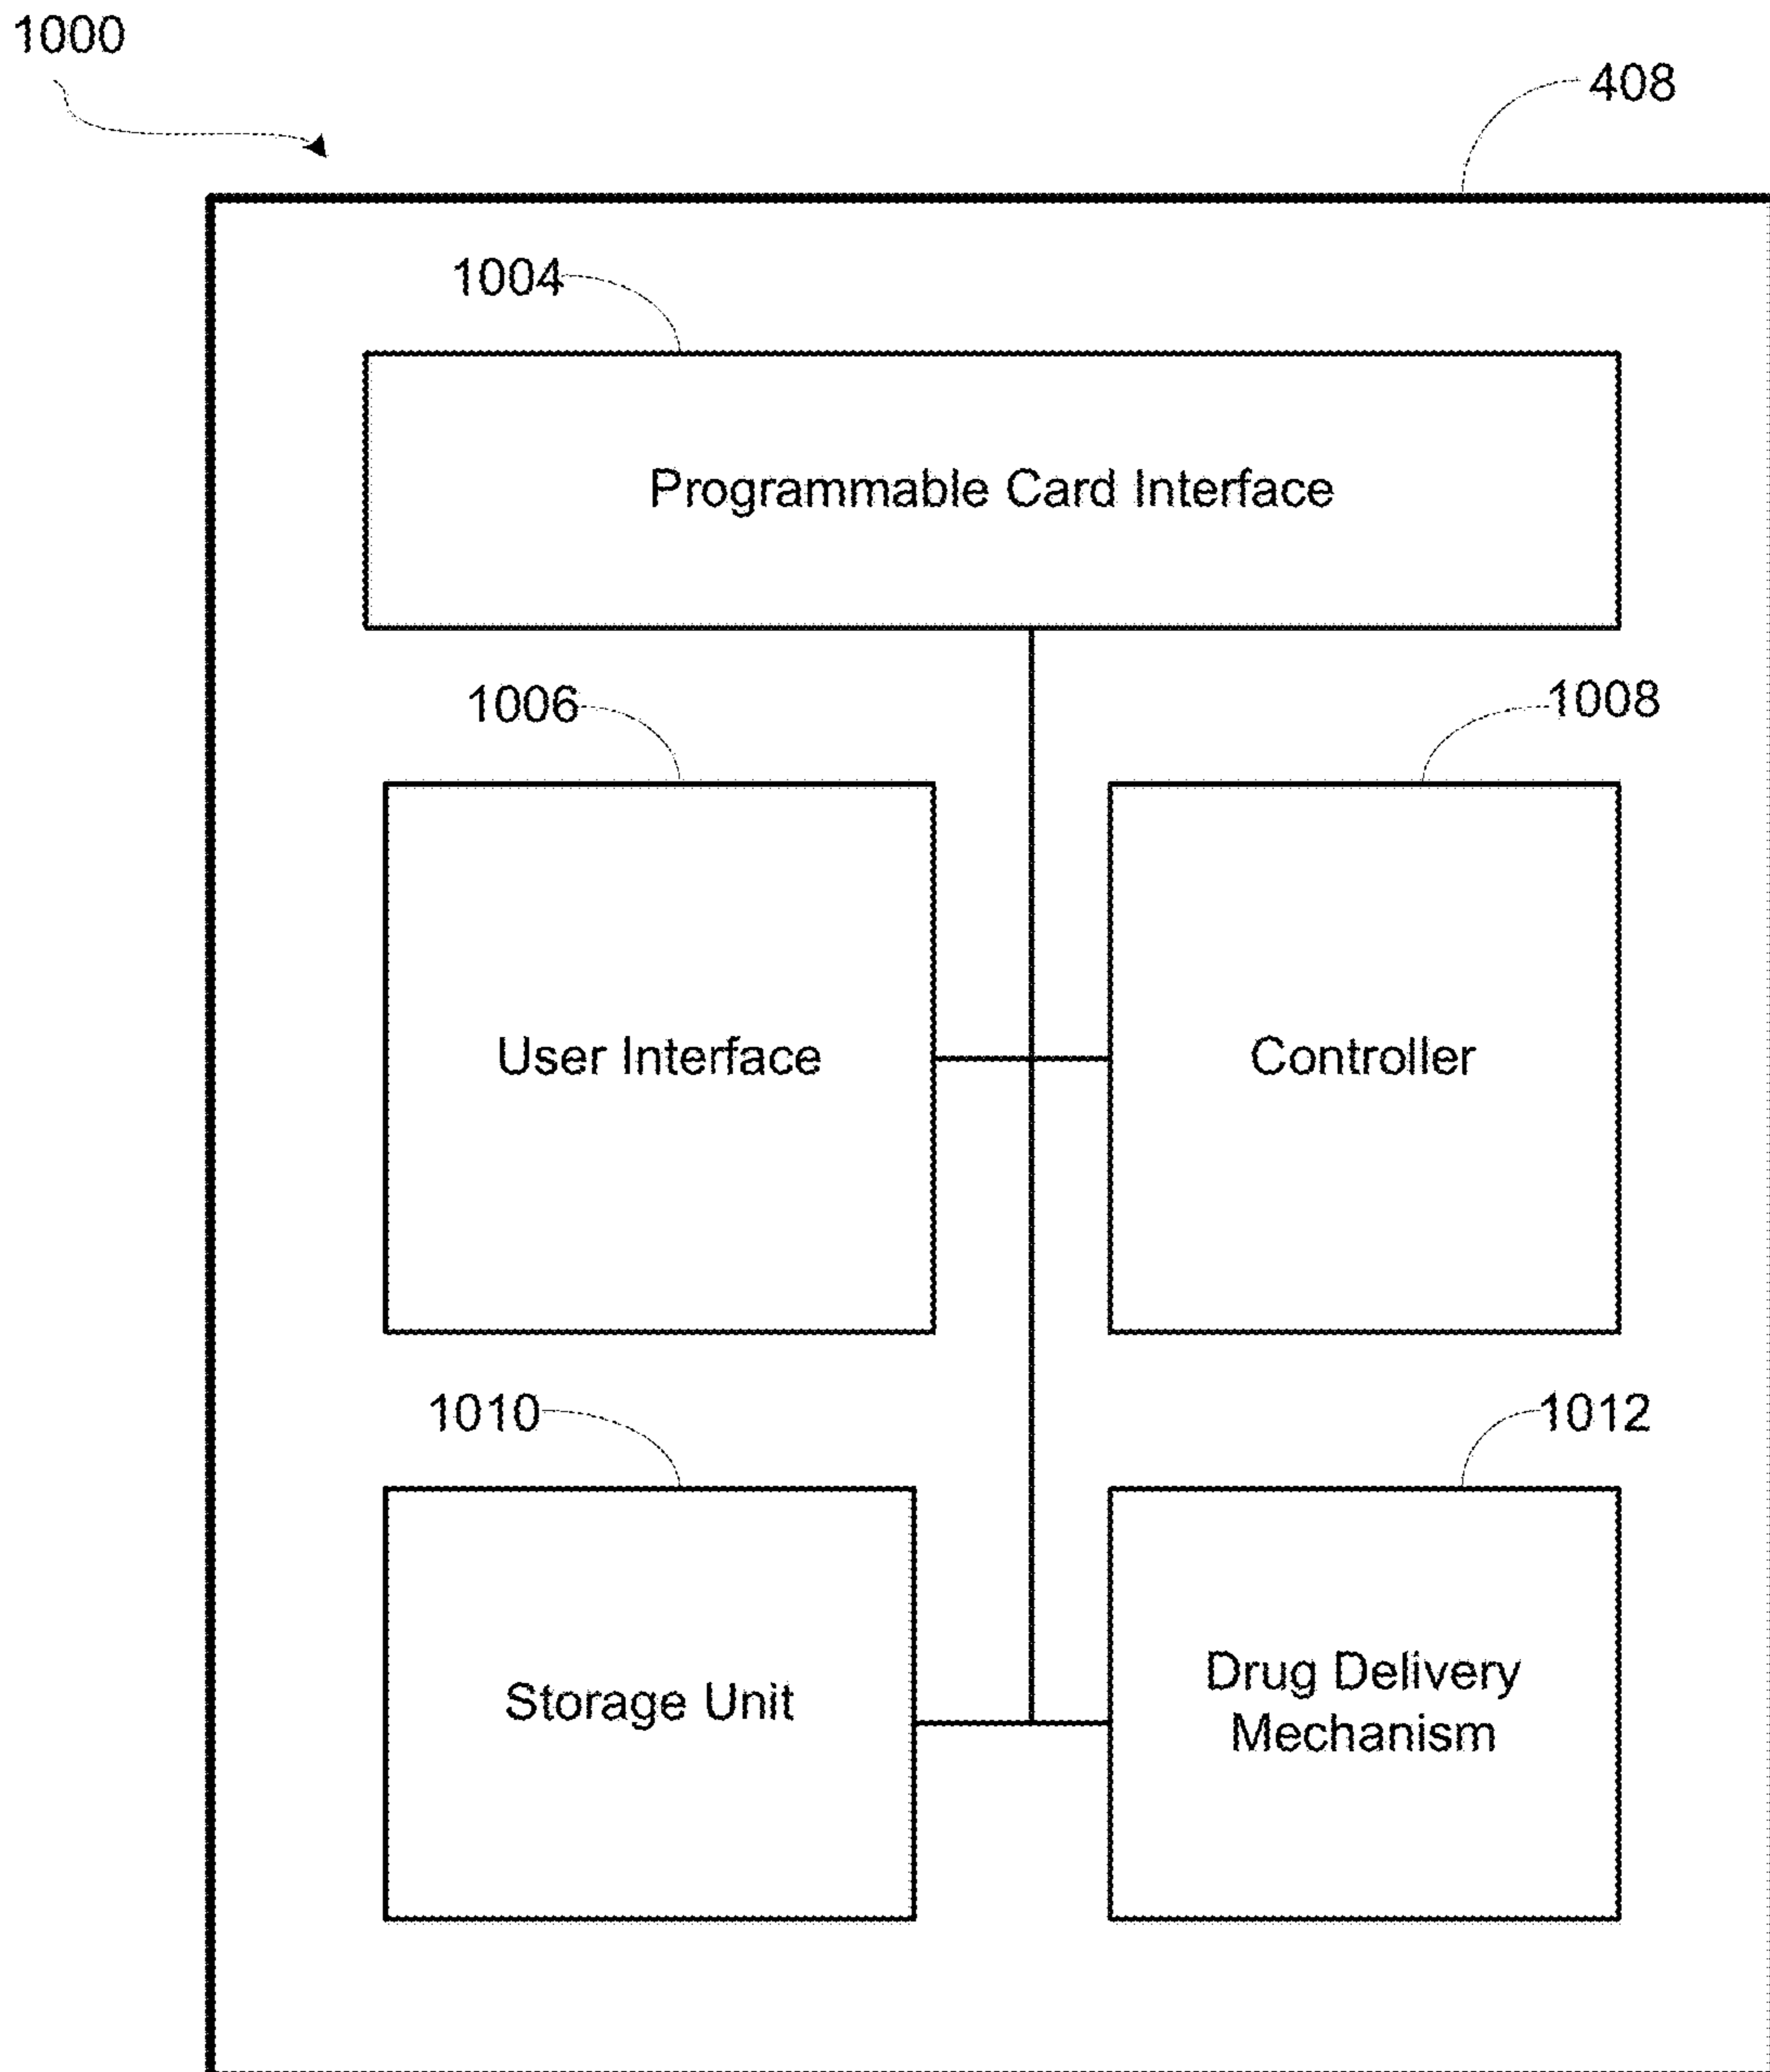 1000
408
1004
Programmable Card Interface
1006
1008
User Interface
Controller
1010
1012
Storage Unit
Drug Delivery
Mechanism